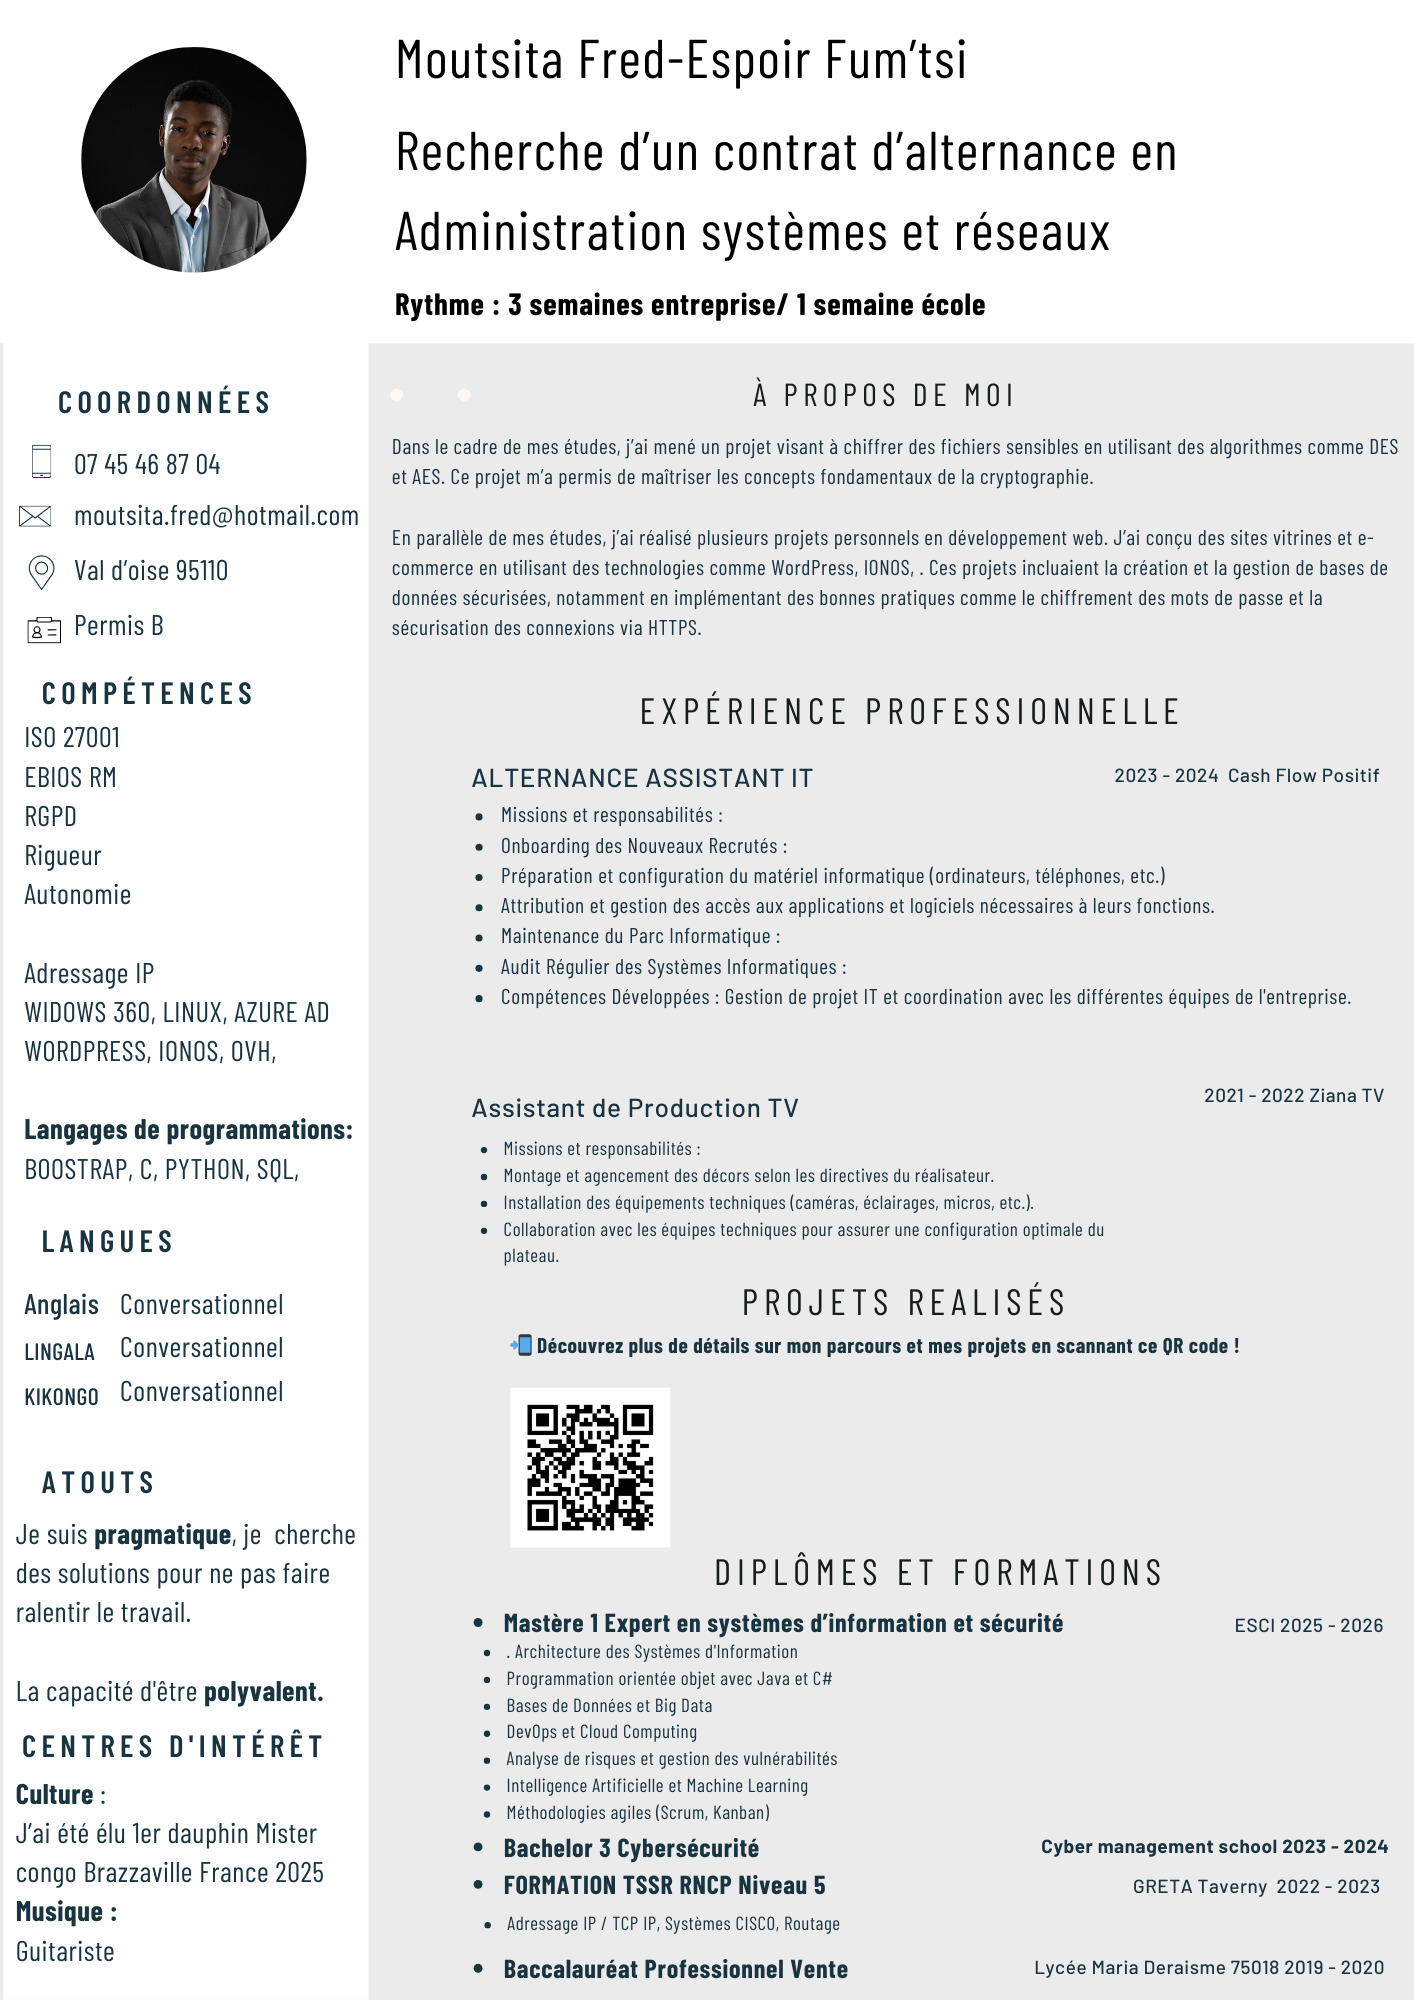 Moutsita Fred-Espoir Fum’tsi
Recherche d’un contrat d’alternance en
Administration systèmes et réseaux
Rythme : 3 semaines entreprise/ 1 semaine école
COORDONNÉES
07 45 46 87 04
moutsita.fred@hotmail.com
Val d’oise 95110
Permis B
COMPÉTENCES
ISO 27001
EBIOS RM
RGPD
Rigueur
Autonomie
Adressage IP
WIDOWS 360, LINUX, AZURE AD
WORDPRESS, IONOS, OVH,
Langages de programmations:
BOOSTRAP, C, PYTHON, SQL,
LANGUES
Anglais Conversationnel
LINGALA Conversationnel
KIKONGO Conversationnel
ATOUTS
Je suis pragmatique, je  cherche
des solutions pour ne pas faire
ralentir le travail.
La capacité d'être polyvalent.
CENTRES D'INTÉRÊT
Culture :
J’ai été élu 1er dauphin Mister
congo Brazzaville France 2025
Musique :
Guitariste
À PROPOS DE MOI
Dans le cadre de mes études, j’ai mené un projet visant à chiffrer des fichiers sensibles en utilisant des algorithmes comme DES
et AES. Ce projet m’a permis de maîtriser les concepts fondamentaux de la cryptographie.
En parallèle de mes études, j’ai réalisé plusieurs projets personnels en développement web. J’ai conçu des sites vitrines et e-
commerce en utilisant des technologies comme WordPress, IONOS, . Ces projets incluaient la création et la gestion de bases de
données sécurisées, notamment en implémentant des bonnes pratiques comme le chiffrement des mots de passe et la
sécurisation des connexions via HTTPS.
EXPÉRIENCE PROFESSIONNELLE
ALTERNANCE ASSISTANT IT 2023 - 2024  Cash Flow Positif
• Missions et responsabilités :
• Onboarding des Nouveaux Recrutés :
• Préparation et configuration du matériel informatique (ordinateurs, téléphones, etc.)
• Attribution et gestion des accès aux applications et logiciels nécessaires à leurs fonctions.
• Maintenance du Parc Informatique :
• Audit Régulier des Systèmes Informatiques :
• Compétences Développées : Gestion de projet IT et coordination avec les différentes équipes de l'entreprise.
Assistant de Production TV 2021 - 2022 Ziana TV
• Missions et responsabilités :
• Montage et agencement des décors selon les directives du réalisateur.
• Installation des équipements techniques (caméras, éclairages, micros, etc.).
• Collaboration avec les équipes techniques pour assurer une configuration optimale du
plateau.
PROJETS REALISÉS
📲 Découvrez plus de détails sur mon parcours et mes projets en scannant ce QR code !
DIPLÔMES ET FORMATIONS
• Mastère 1 Expert en systèmes d’information et sécurité ESCI 2025 - 2026
• . Architecture des Systèmes d'Information
• Programmation orientée objet avec Java et C#
• Bases de Données et Big Data
• DevOps et Cloud Computing
• Analyse de risques et gestion des vulnérabilités
• Intelligence Artificielle et Machine Learning
• Méthodologies agiles (Scrum, Kanban)
• Bachelor 3 Cybersécurité Cyber management school 2023 - 2024
• FORMATION TSSR RNCP Niveau 5 GRETA Taverny  2022 - 2023
• Adressage IP / TCP IP, Systèmes CISCO, Routage
• Baccalauréat Professionnel Vente Lycée Maria Deraisme 75018 2019 - 2020